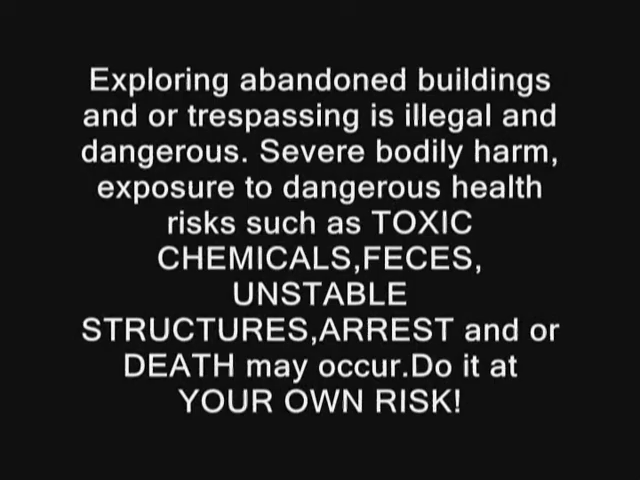 Exploring abandoned buildings
and or trespassing is illegal and
dangerous. Severe bodily harm,
exposure to dangerous health
risks such as TOXIC
CHEMICALS,FECES,
UNSTABLE
STRUCTURES,ARREST and or
DEATH may occur.Do it at
YOUR OWN RISK!